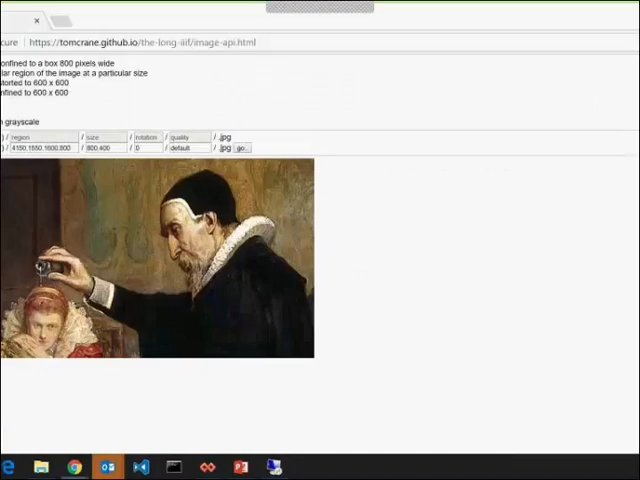 cure https://tomcrane.github.io/the-long-iiif/image-api.html
onfined to a box 800 pixels wide
lar region of the image at a particular size
torted to 600 x 600
nfined to 600 x 600
n grayscale
) / region / size / rotation / quality / .jpg
) / 4150,1550,1600,800 / 800,400 / 0 / default / .jpg go..